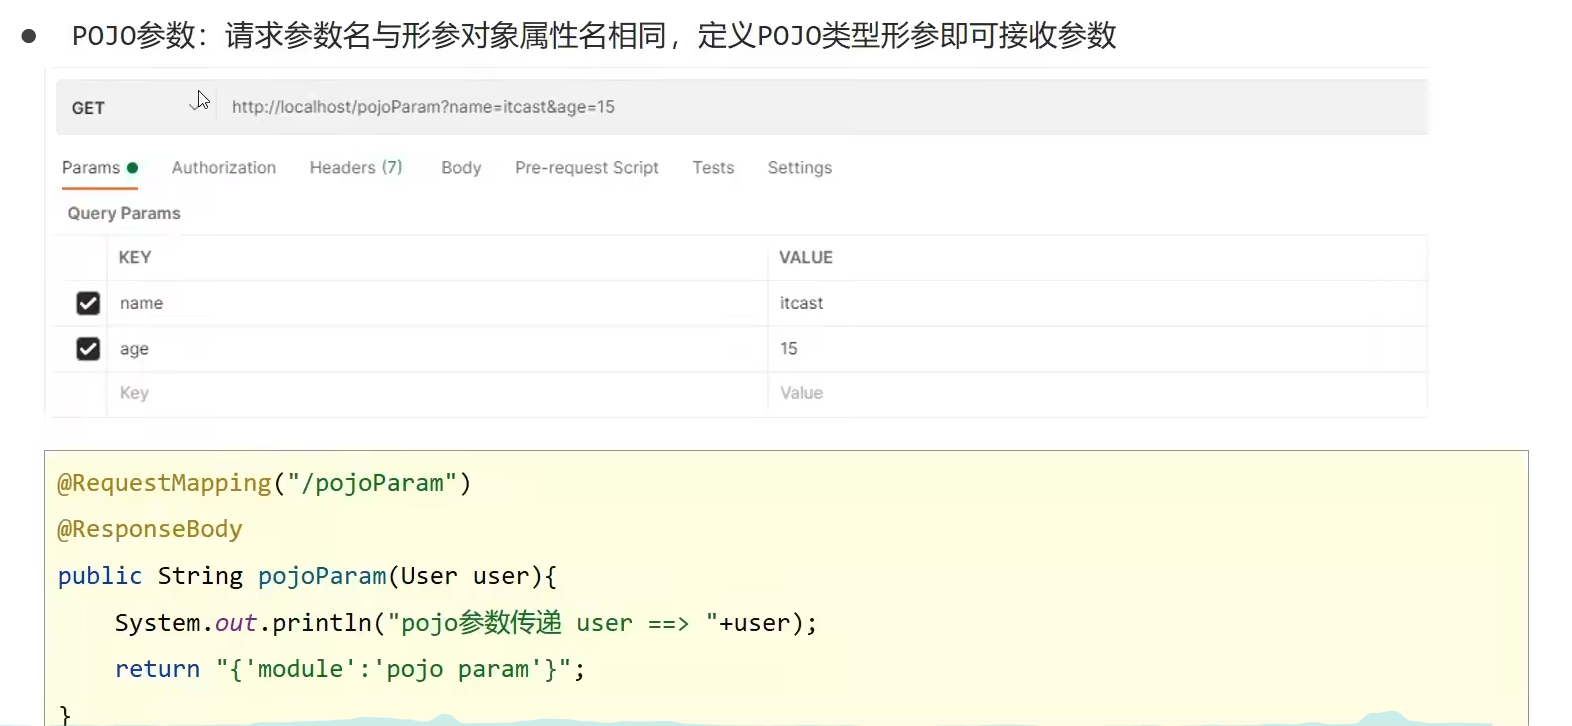 ● POJO参数：请求参数名与形参对象属性名相同，定义POJO类型形参即可接收参数
GET http://localhost/pojoParam?name=itcast&age=15
Params Authorization Headers (7) Body Pre-request Script Tests Settings
Query Params
KEY VALUE
name itcast
age 15
Key Value
@RequestMapping("/pojoParam")
@ResponseBody
public String pojoParam(User user){
    System.out.println("pojo参数传递 user ==> "+user);
    return "{'module':'pojo param'}";
}